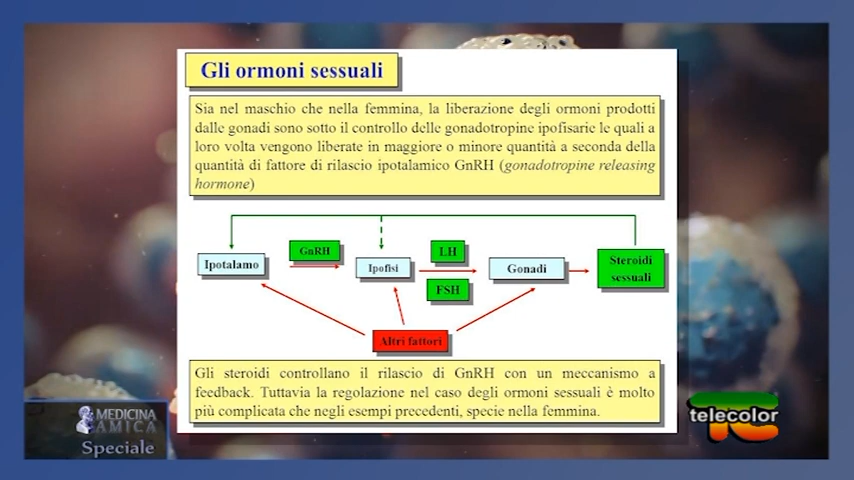 Gli ormoni sessuali
Sia nel maschio che nella femmina, la liberazione degli ormoni prodotti
dalle gonadi sono sotto il controllo delle gonadotropine ipofisarie le quali a
loro volta vengono liberate in maggiore o minore quantità a seconda della
quantità di fattore di rilascio ipotalamico GnRH (gonadotropine releasing
hormone)
Ipotalamo
GnRH
Ipofisi
LH
FSH
Gonadi
Steroidi
sessuali
Altri fattori
Gli steroidi controllano il rilascio di GnRH con un meccanismo a
feedback. Tuttavia la regolazione nel caso degli ormoni sessuali è molto
più complicata che negli esempi precedenti, specie nella femmina.
MEDICINA
AMICA
Speciale
telecolor
TC